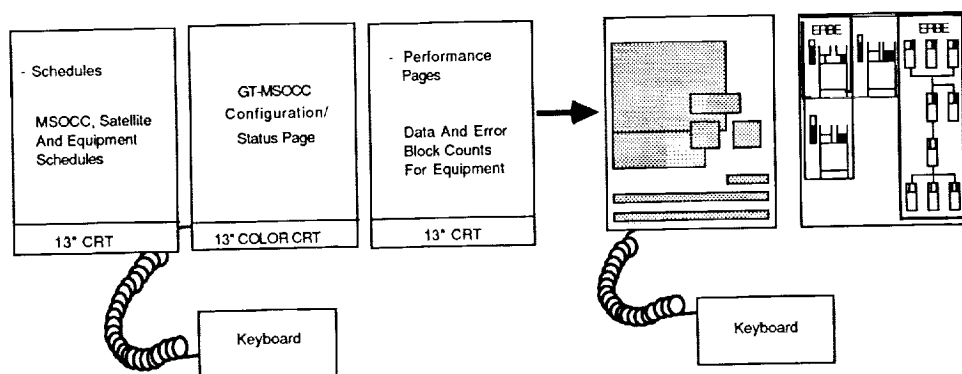 - Schedules
MSOCC, Satellite
And Equipment
Schedules
13" CRT
GT-MSOCC
Configuration/
Status Page
13" COLOR CRT
- Performance
Pages
Data And Error
Block Counts
For Equipment
13" CRT
ERBE
ERBE
Keyboard
Keyboard